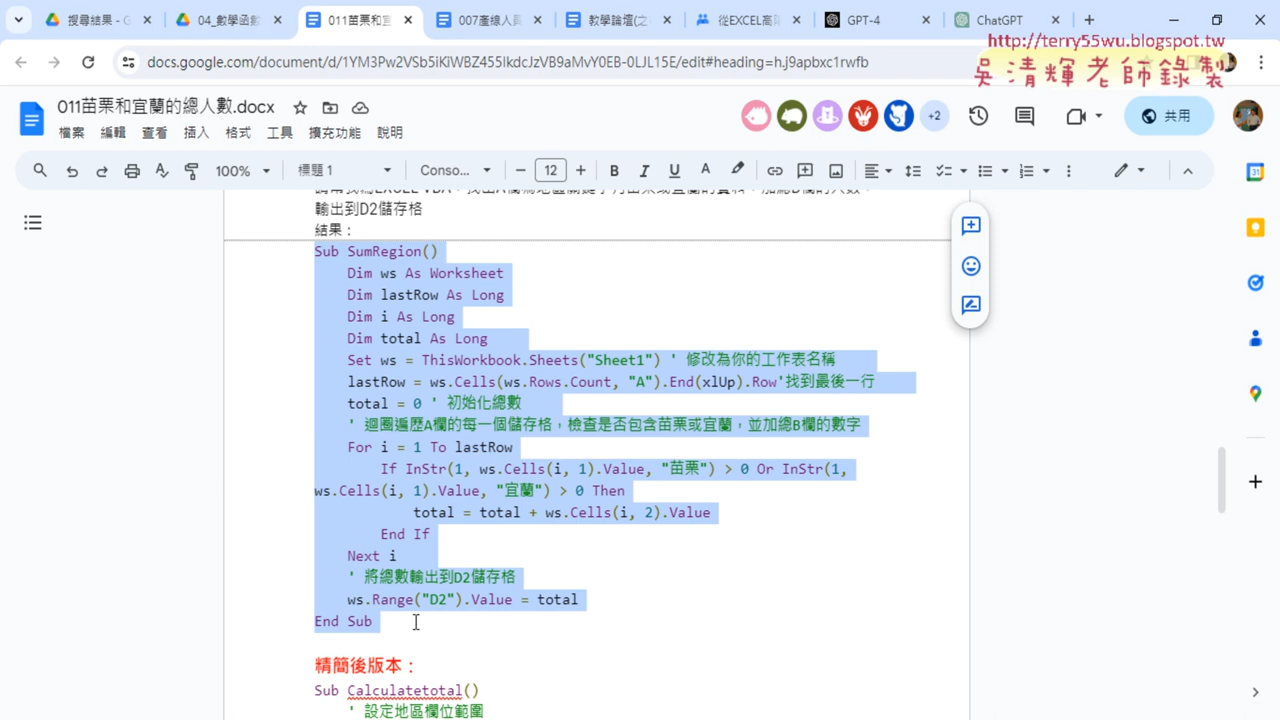 搜尋結果 - G
04_數學函數
011苗栗和宜
007產線人員
教學論壇(之
從EXCEL高階
GPT-4
ChatGPT
http://terry55wu.blogspot.tw
docs.google.com/document/d/1YM3Pw2VSb5iKiWBZ455IkdxJzVB9aMvY0EB-0LJL15E/edit#heading=h.j9apbxc1rwfb
吳清輝老師錄製
011苗栗和宜蘭的總人數.docx
+2
共用
檔案 編輯 查看 插入 格式 工具 擴充功能 說明
100% 標題 1 Conso... 12
輸出到D2儲存格
結果：
Sub SumRegion()
Dim ws As Worksheet
Dim lastRow As Long
Dim i As Long
Dim total As Long
Set ws = ThisWorkbook.Sheets("Sheet1") ' 修改為你的工作表名稱
lastRow = ws.Cells(ws.Rows.Count, "A").End(xlUp).Row'找到最後一行
total = 0 ' 初始化總數
' 迴圈遍歷A欄的每一個儲存格，檢查是否包含苗栗或宜蘭，並加總B欄的數字
For i = 1 To lastRow
If InStr(1, ws.Cells(i, 1).Value, "苗栗") > 0 Or InStr(1,
ws.Cells(i, 1).Value, "宜蘭") > 0 Then
total = total + ws.Cells(i, 2).Value
End If
Next i
' 將總數輸出到D2儲存格
ws.Range("D2").Value = total
End Sub
精簡後版本：
Sub Calculatetotal()
' 設定地區欄位範圍